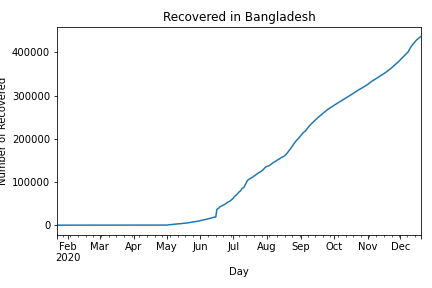 Recovered in Bangladesh
Number of Recovered
400000
300000
200000
100000
0
Feb Mar Apr May Jun Jul Aug Sep Oct Nov Dec
2020
Day